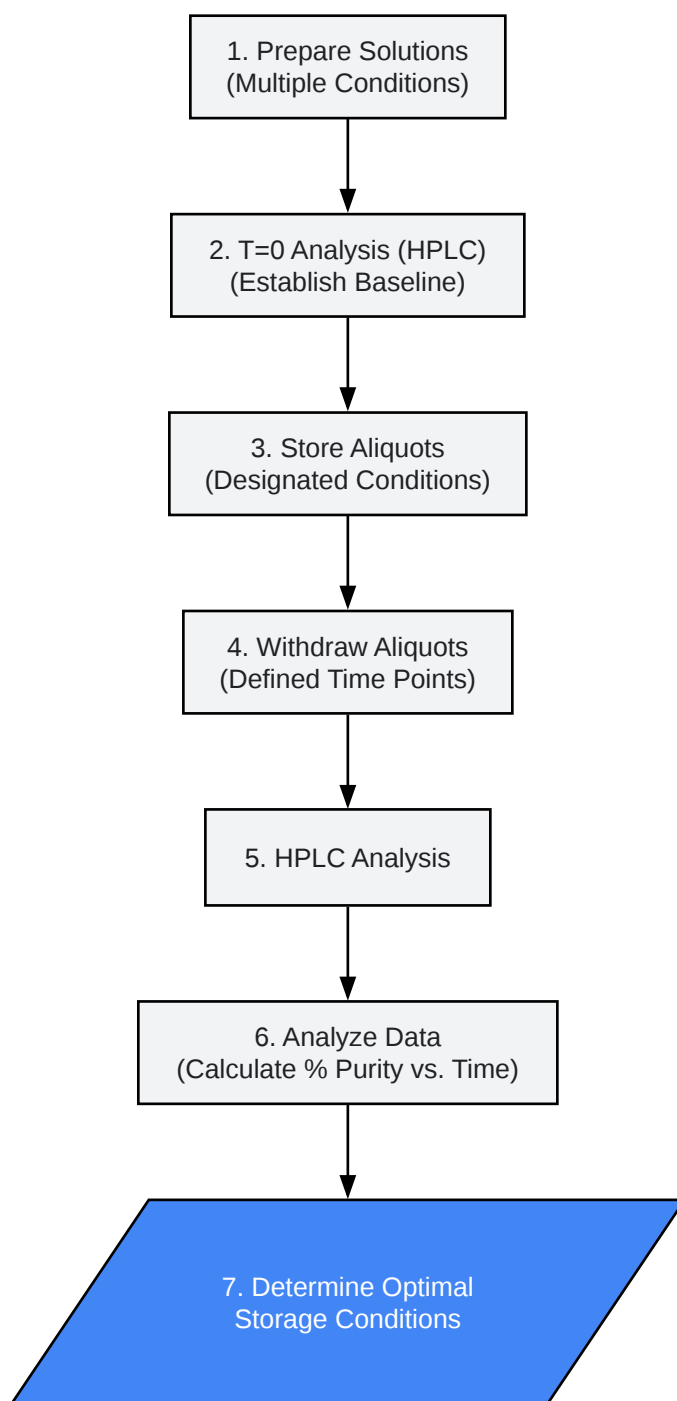 1. Prepare Solutions
(Multiple Conditions)
2. T=0 Analysis (HPLC)
(Establish Baseline)
3. Store Aliquots
(Designated Conditions)
4. Withdraw Aliquots
(Defined Time Points)
5. HPLC Analysis
6. Analyze Data
(Calculate % Purity vs. Time)
7. Determine Optimal
Storage Conditions